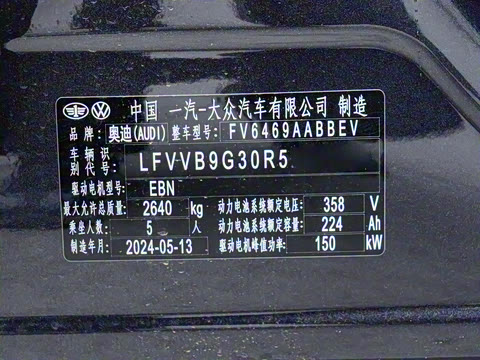 中国 一汽-大众汽车有限公司 制造
品牌: 奥迪(AUDI) 整车型号: FV6469AABBEV
车辆识别代号: LFVVB9G30R5
驱动电机型号: EBN
最大允许总质量: 2640 kg 动力电池系统额定电压: 358 V
乘坐人数: 5 人 动力电池系统额定容量: 224 Ah
制造年月: 2024-05-13 驱动电机峰值功率: 150 kW